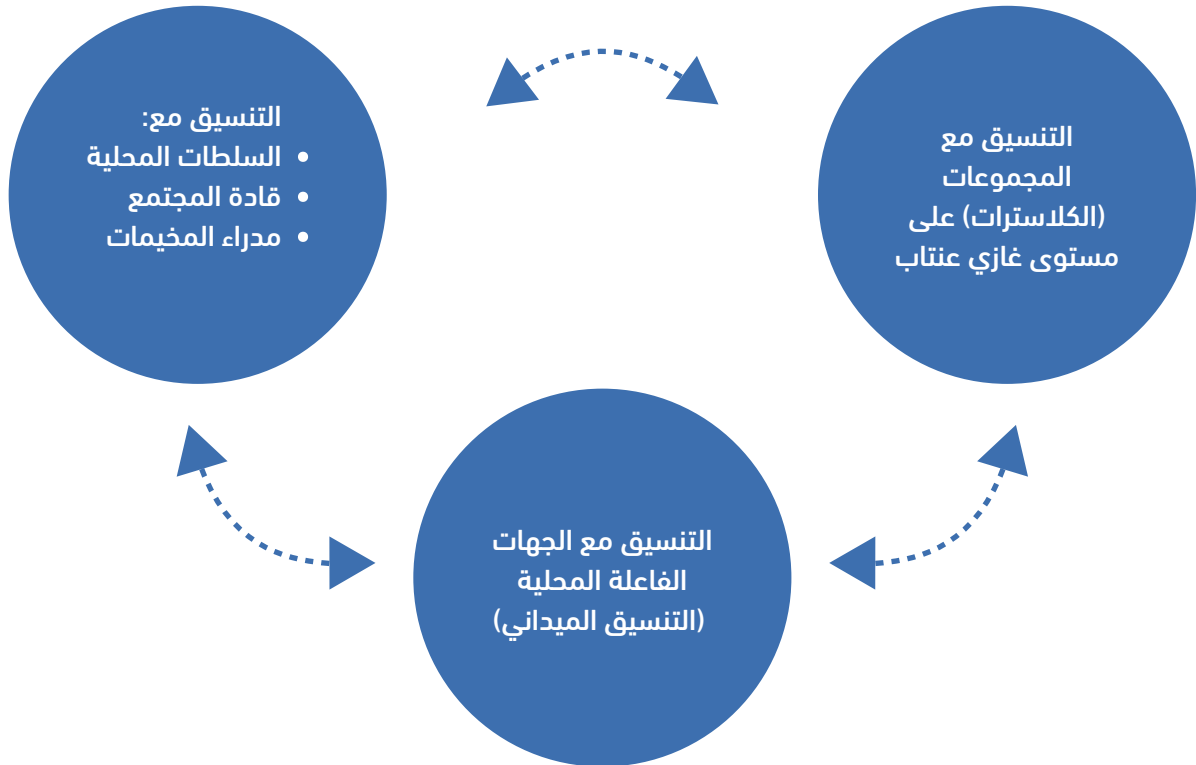 التنسيق مع
المجموعات
(الكلاسترات) على
مستوى غازي عنتاب
التنسيق مع:
• السلطات المحلية
• قادة المجتمع
• مدراء المخيمات
التنسيق مع الجهات
الفاعلة المحلية
(التنسيق الميداني)